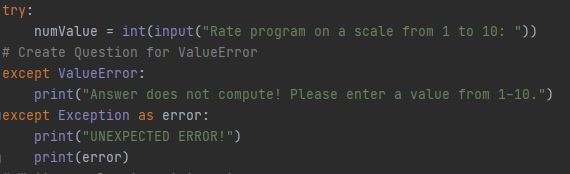 try:
numValue = int(input("Rate program on a scale from 1 to 10: "))
# Create Question for ValueError
except ValueError:
print("Answer does not compute! Please enter a value from 1-10.")
except Exception as error:
print("UNEXPECTED ERROR!")
print(error)